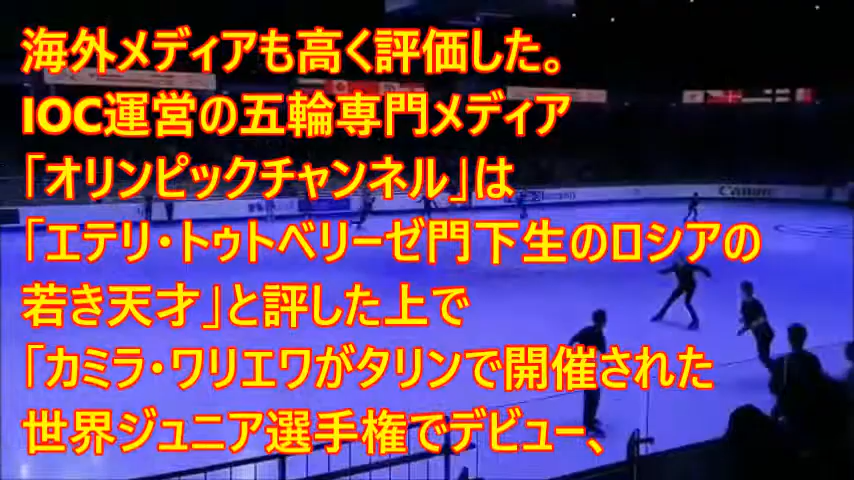 海外メディアも高く評価した。
IOC運営の五輪専門メディア
「オリンピックチャンネル」は
「エテリ・トゥトベリーゼ門下生のロシアの
若き天才」と評した上で
「カミラ・ワリエワがタリンで開催された
世界ジュニア選手権でデビュー、
Canon